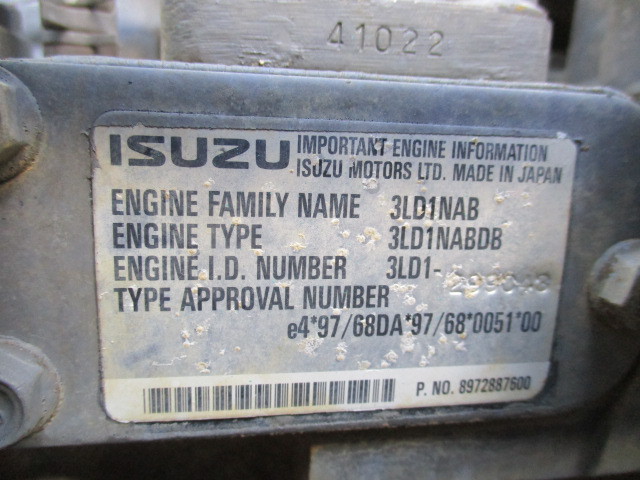 41022
ISUZU IMPORTANT ENGINE INFORMATION
ISUZU MOTORS LTD. MADE IN JAPAN
ENGINE FAMILY NAME 3LD1NAB
ENGINE TYPE 3LD1NABDB
ENGINE I.D. NUMBER 3LD1-
TYPE APPROVAL NUMBER
e4*97/68DA*97/68*0051*00
P. NO. 8972887600